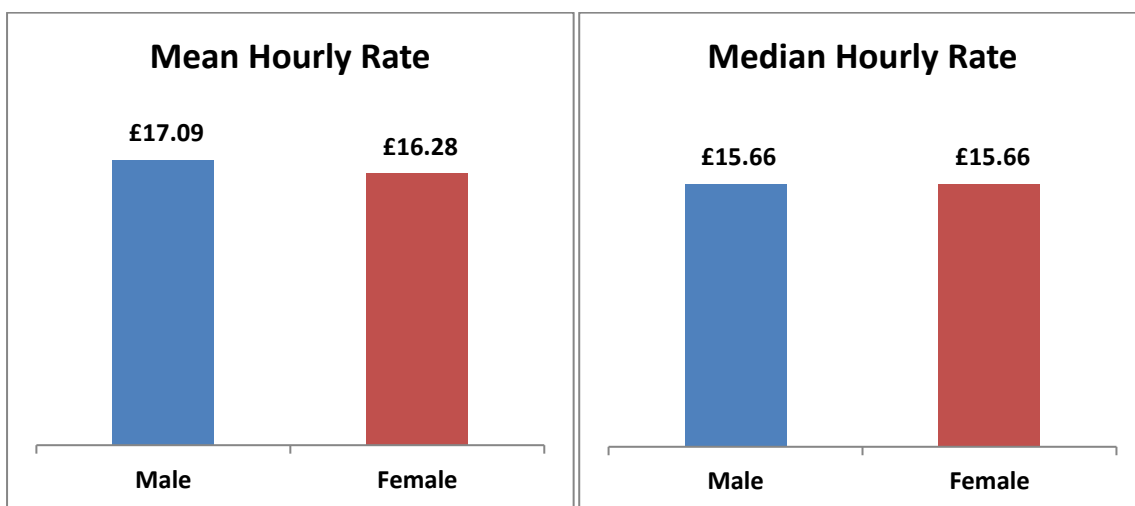 Mean Hourly Rate
£17.09
£16.28
Male
Female
Median Hourly Rate
£15.66
£15.66
Male
Female